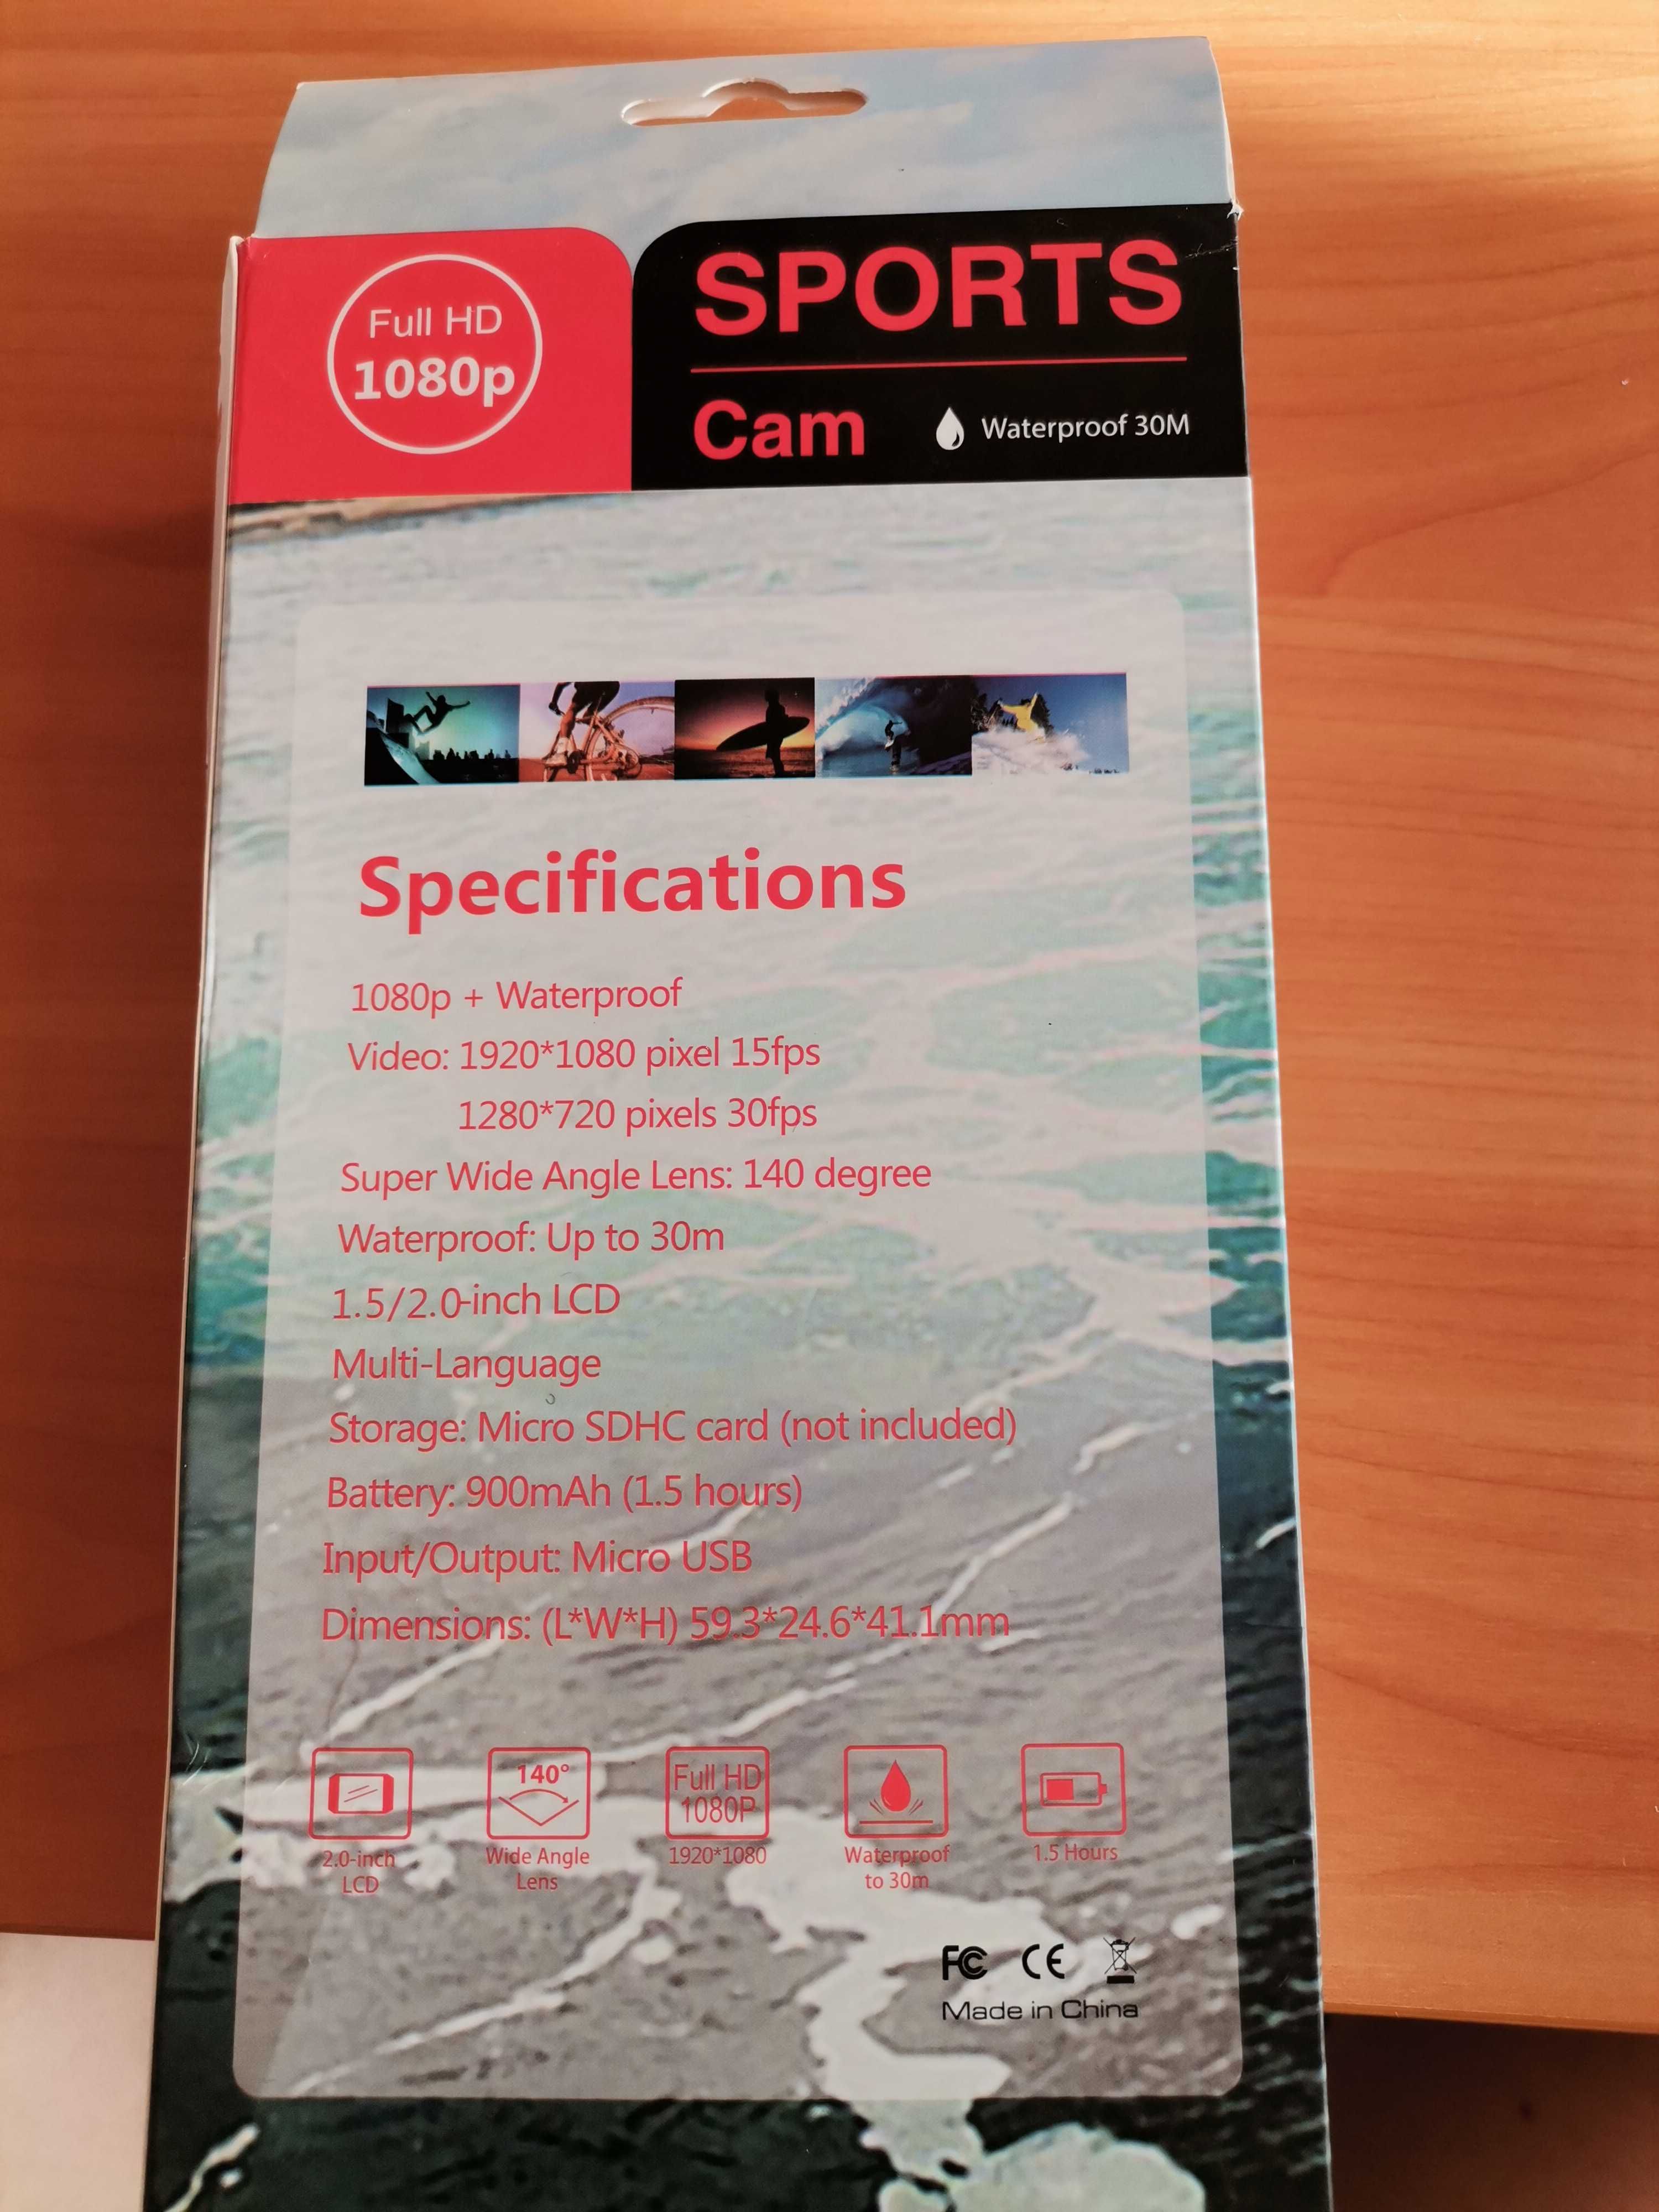 Full HD
1080p
SPORTS
Cam
Waterproof 30M
Specifications
1080p + Waterproof
Video: 1920*1080 pixel 15fps
1280*720 pixels 30fps
Super Wide Angle Lens: 140 degree
Waterproof: Up to 30m
1.5/2.0-inch LCD
Multi-Language
Storage: Micro SDHC card (not included)
Battery: 900mAh (1.5 hours)
Input/Output: Micro USB
Dimensions: (L*W*H) 59.3*24.6*41.1mm
2.0-inch
LCD
140°
Wide Angle
Lens
Full HD
1080P
1920*1080
Waterproof
to 30m
1.5 Hours
FC CE
Made in China